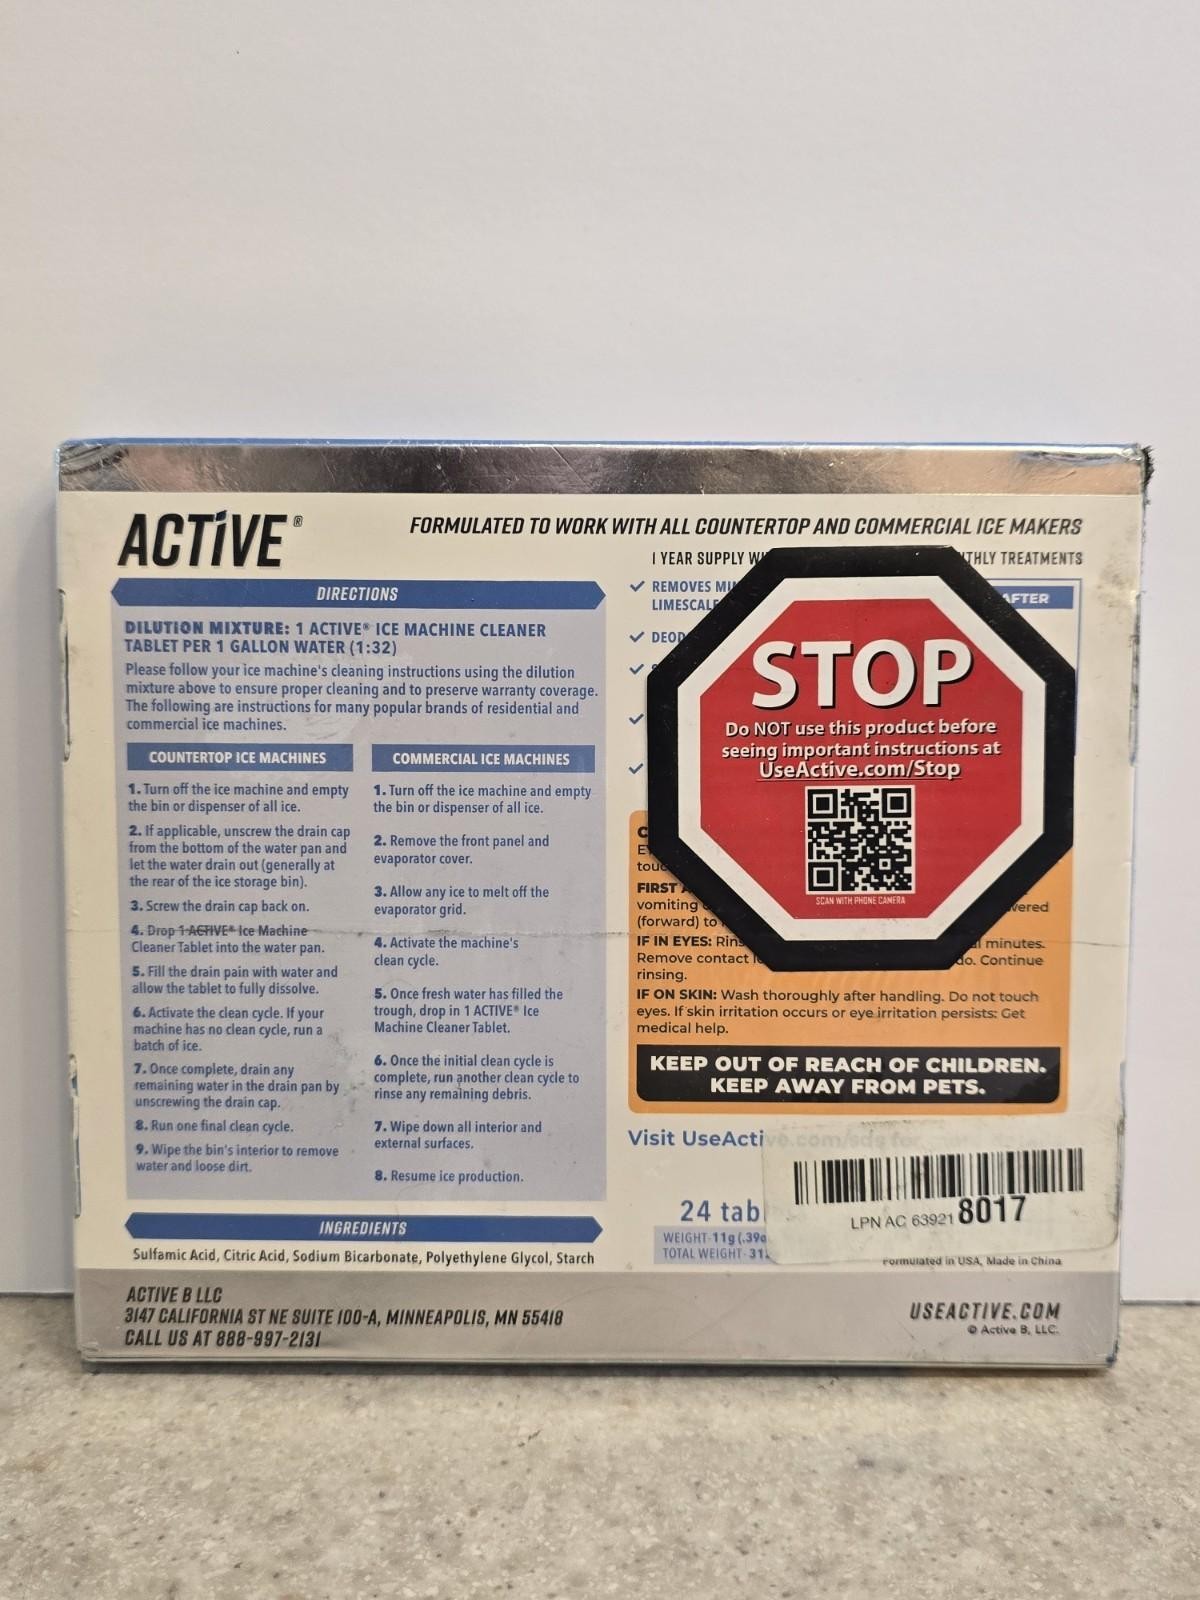 ACTiVE®
FORMULATED TO WORK WITH ALL COUNTERTOP AND COMMERCIAL ICE MAKERS
1 YEAR SUPPLY
TREATMENTS
DIRECTIONS
DILUTION MIXTURE: 1 ACTIVE® ICE MACHINE CLEANER
TABLET PER 1 GALLON WATER (1:32)
Please follow your ice machine's cleaning instructions using the dilution
mixture above to ensure proper cleaning and to preserve warranty coverage.
The following are instructions for many popular brands of residential and
commercial ice machines.
COUNTERTOP ICE MACHINES
1. Turn off the ice machine and empty
the bin or dispenser of all ice.
2. If applicable, unscrew the drain cap
from the bottom of the water pan and
let the water drain out (generally at
the rear of the ice storage bin).
3. Screw the drain cap back on.
4. Drop 1 ACTIVE® Ice Machine
Cleaner Tablet into the water pan.
5. Fill the drain pain with water and
allow the tablet to fully dissolve.
6. Activate the clean cycle. If your
machine has no clean cycle, run a
batch of ice.
7. Once complete, drain any
remaining water in the drain pan by
unscrewing the drain cap.
8. Run one final clean cycle.
9. Wipe the bin's interior to remove
water and loose dirt.
COMMERCIAL ICE MACHINES
1. Turn off the ice machine and empty
the bin or dispenser of all ice.
2. Remove the front panel and
evaporator cover.
3. Allow any ice to melt off the
evaporator grid.
4. Activate the machine's
clean cycle.
5. Once fresh water has filled the
trough, drop in 1 ACTIVE® Ice
Machine Cleaner Tablet.
6. Once the initial clean cycle is
complete, run another clean cycle to
rinse any remaining debris.
7. Wipe down all interior and
external surfaces.
8. Resume ice production.
INGREDIENTS
Sulfamic Acid, Citric Acid, Sodium Bicarbonate, Polyethylene Glycol, Starch
REMOVES
AFTER
STOP
Do NOT use this product before
seeing important instructions at
UseActive.com/Stop
SCAN WITH PHONE CAMERA
FIRST
vomiting
(forward) to
IF IN EYES:
minutes.
Remove contact
do. Continue
rinsing.
IF ON SKIN: Wash thoroughly after handling. Do not touch
eyes. If skin irritation occurs or eye irritation persists: Get
medical help.
KEEP OUT OF REACH OF CHILDREN.
KEEP AWAY FROM PETS.
Visit UseActive.com/sds for
24
LPN AC 63921 8017
WEIGHT-11g
TOTAL WEIGHT-
Formulated in USA, Made in China
ACTIVE B LLC
3147 CALIFORNIA ST NE SUITE 100-A, MINNEAPOLIS, MN 55418
CALL US AT 888-997-2131
USEACTIVE.COM
© Active B, LLC.